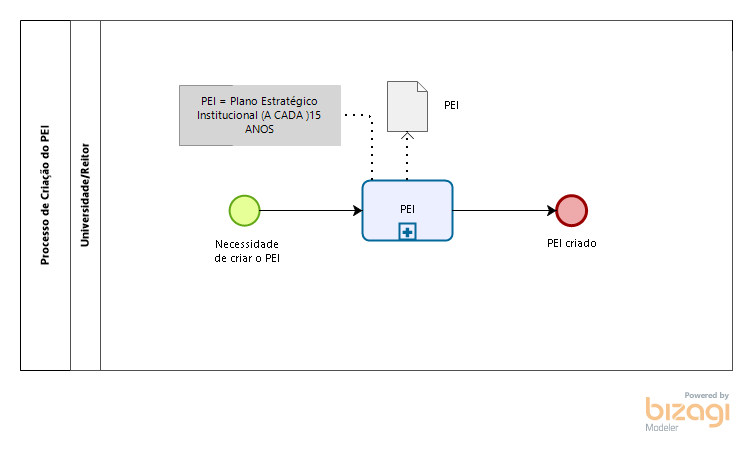 Processo de Criação do PEI
Universidade/Reitor
PEI = Plano Estratégico
Institucional (A CADA )15
ANOS
PEI
PEI
Necessidade
de criar o PEI
PEI criado
Powered by
bizagi
Modeler